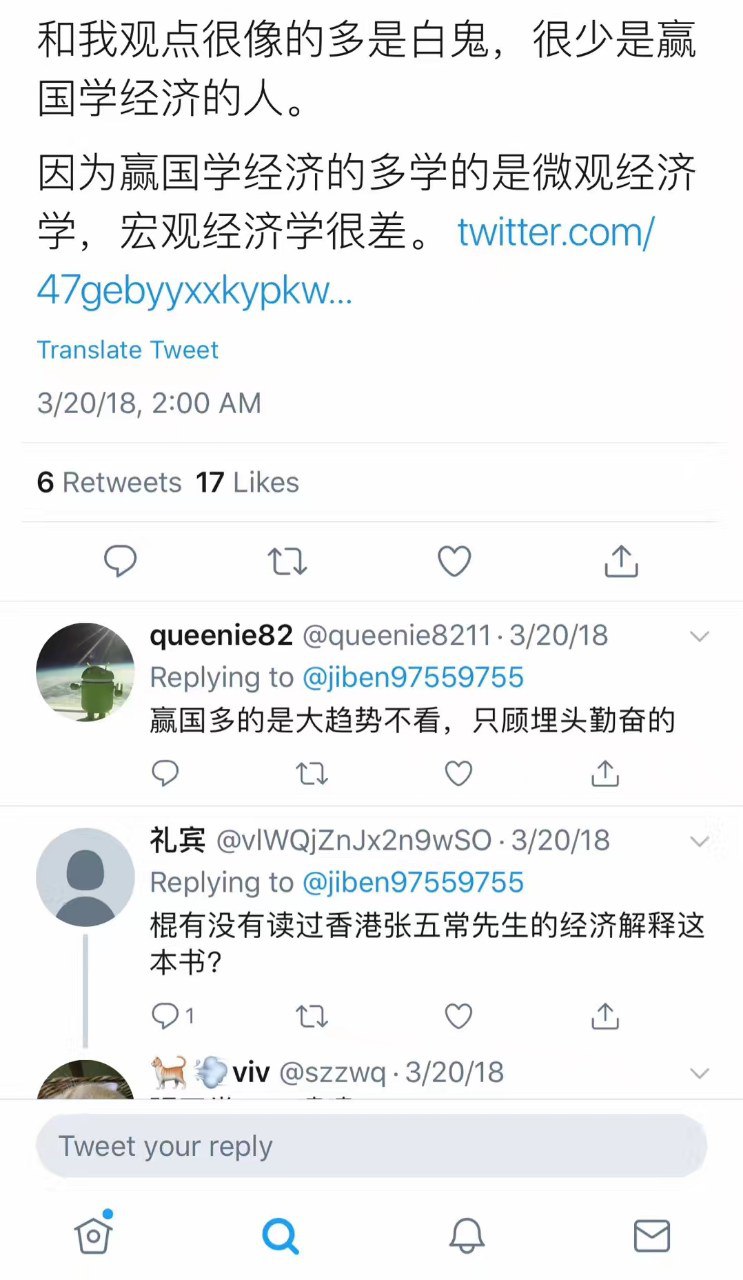 和我观点很像的多是白鬼，很少是赢
国学经济的人。
因为赢国学经济的多学的是微观经济
学，宏观经济学很差。twitter.com/
47gebyyxxkypkw...
Translate Tweet
3/20/18, 2:00 AM
6 Retweets 17 Likes
queenie82 @queenie8211 · 3/20/18
Replying to @jiben97559755
赢国多的是大趋势不看，只顾埋头勤奋的
礼宾 @vlWQjZnJx2n9wSO · 3/20/18
Replying to @jiben97559755
棍有没有读过香港张五常先生的经济解释这
本书？
1
🐈💨viv @szzwq · 3/20/18
Tweet your reply